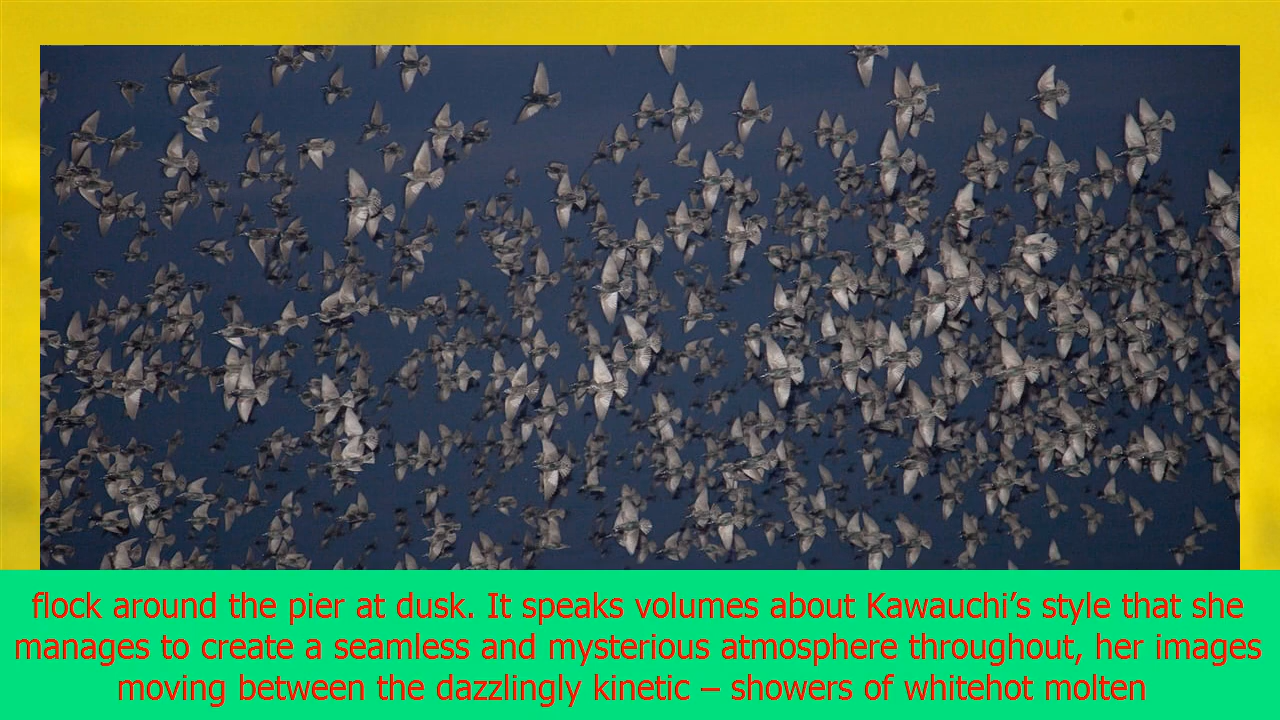 flock around the pier at dusk. It speaks volumes about Kawauchi’s style that she
manages to create a seamless and mysterious atmosphere throughout, her images
moving between the dazzlingly kinetic – showers of whitehot molten